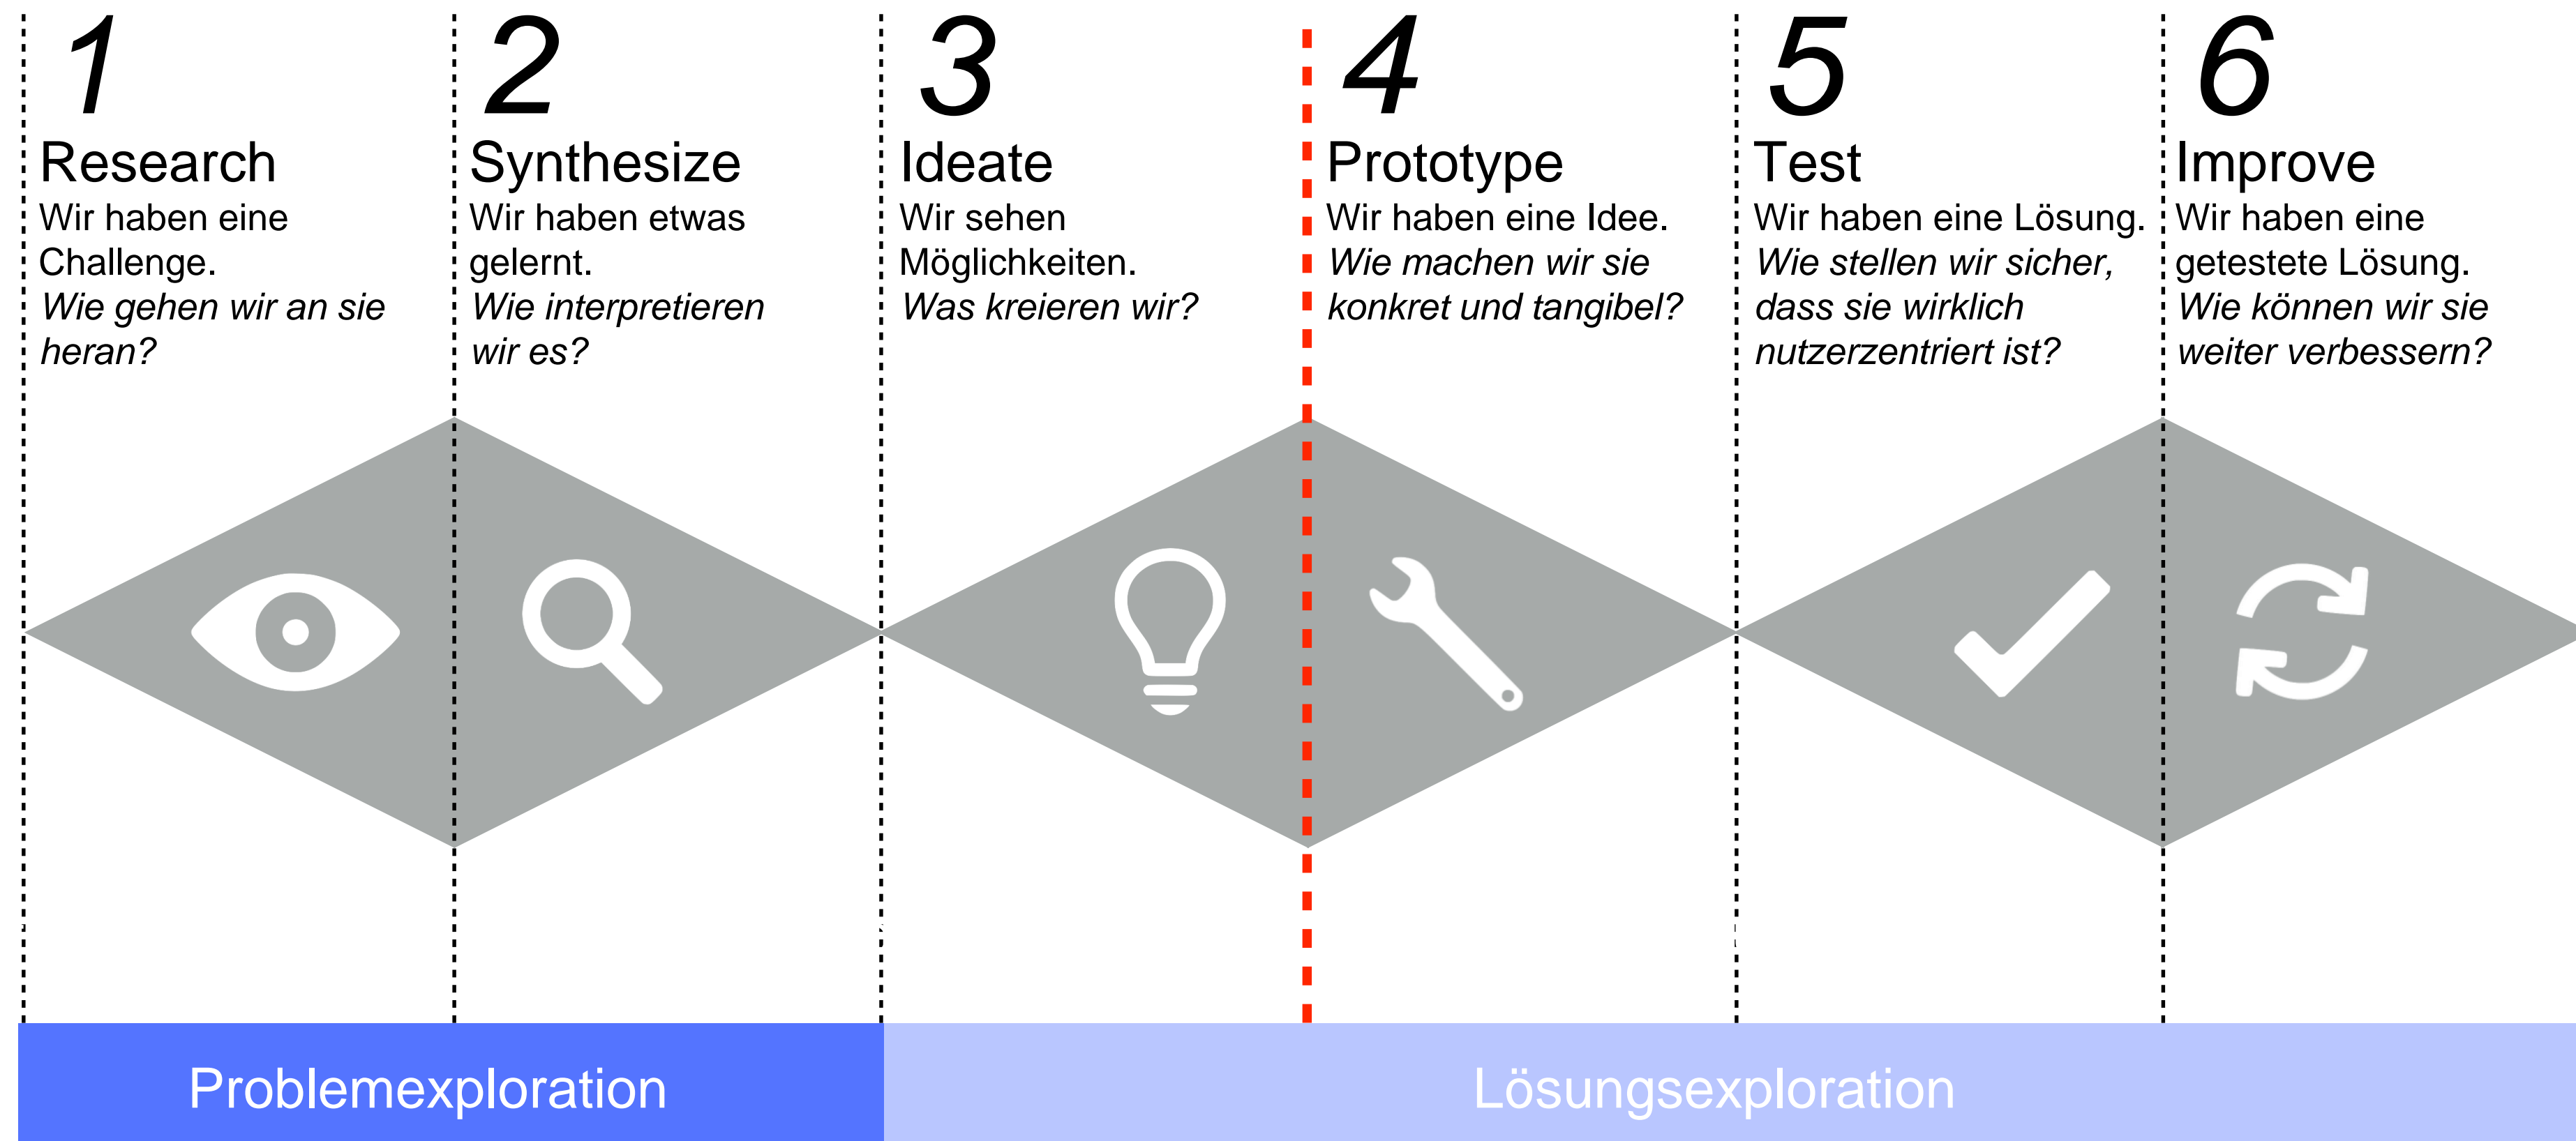 1
Research
Wir haben eine
Challenge.
Wie gehen wir an sie
heran?
2
Synthesize
Wir haben etwas
gelernt.
Wie interpretieren
wir es?
3
Ideate
Wir sehen
Möglichkeiten.
Was kreieren wir?
4
Prototype
Wir haben eine Idee.
Wie machen wir sie
konkret und tangibel?
5
Test
Wir haben eine Lösung.
Wie stellen wir sicher,
dass sie wirklich
nutzerzentriert ist?
6
Improve
Wir haben eine
getestete Lösung.
Wie können wir sie
weiter verbessern?
Problemexploration
Lösungsexploration